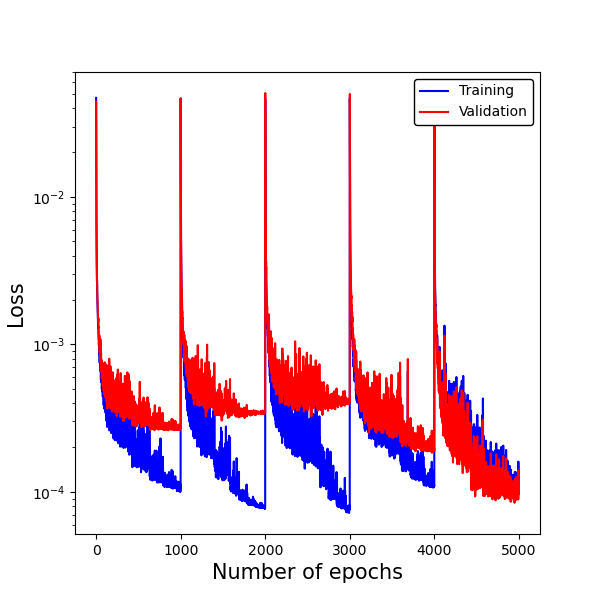 Training
Validation
Loss
10⁻²
10⁻³
10⁻⁴
0 1000 2000 3000 4000 5000
Number of epochs